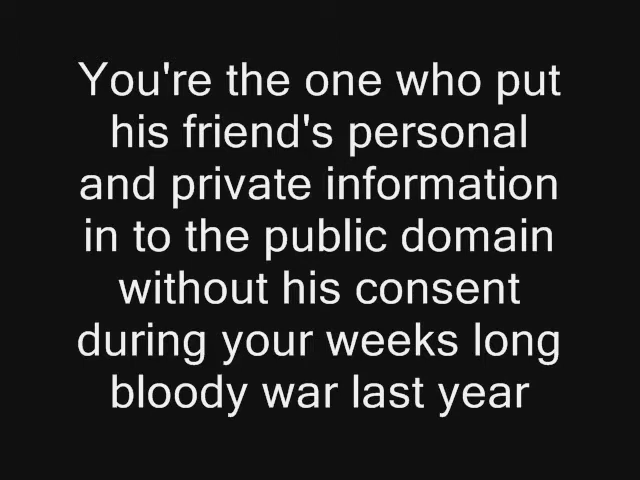 You're the one who put
his friend's personal
and private information
in to the public domain
without his consent
during your weeks long
bloody war last year